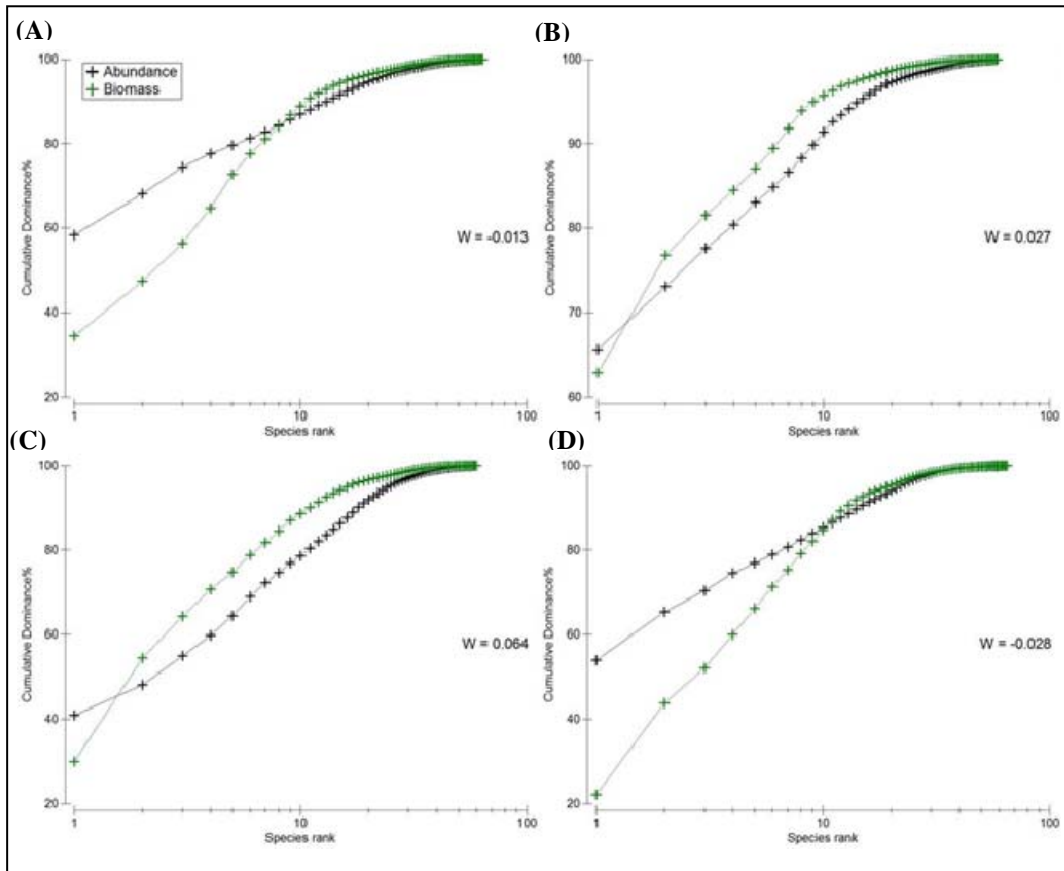 (A)
100
80
60
40
20
Cumulative Dominance%
Abundance
Biomass
W = -0.013
1
10
100
Species rank
(B)
100
90
80
70
60
Cumulative Dominance%
W = 0.027
1
10
100
Species rank
(C)
100
80
60
40
20
Cumulative Dominance%
W = 0.064
1
10
100
Species rank
(D)
100
80
60
40
20
Cumulative Dominance%
W = -0.028
1
10
100
Species rank